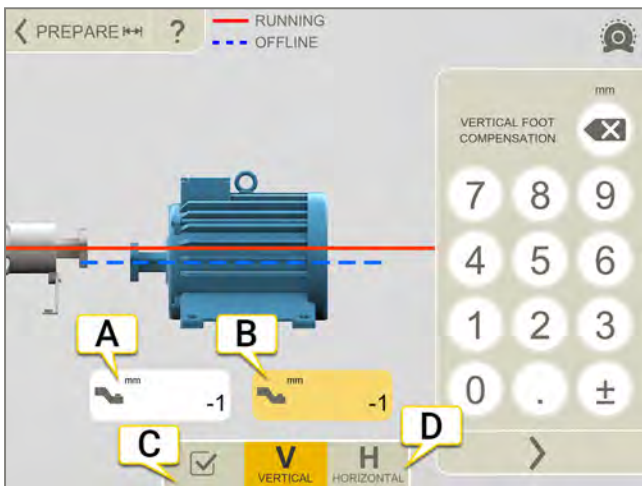 PREPARE ?
RUNNING
OFFLINE
mm
VERTICAL FOOT
COMPENSATION
7 8 9
4 5 6
1 2 3
0 . ±
A
B
mm
-1
mm
-1
C
D
V
VERTICAL
H
HORIZONTAL